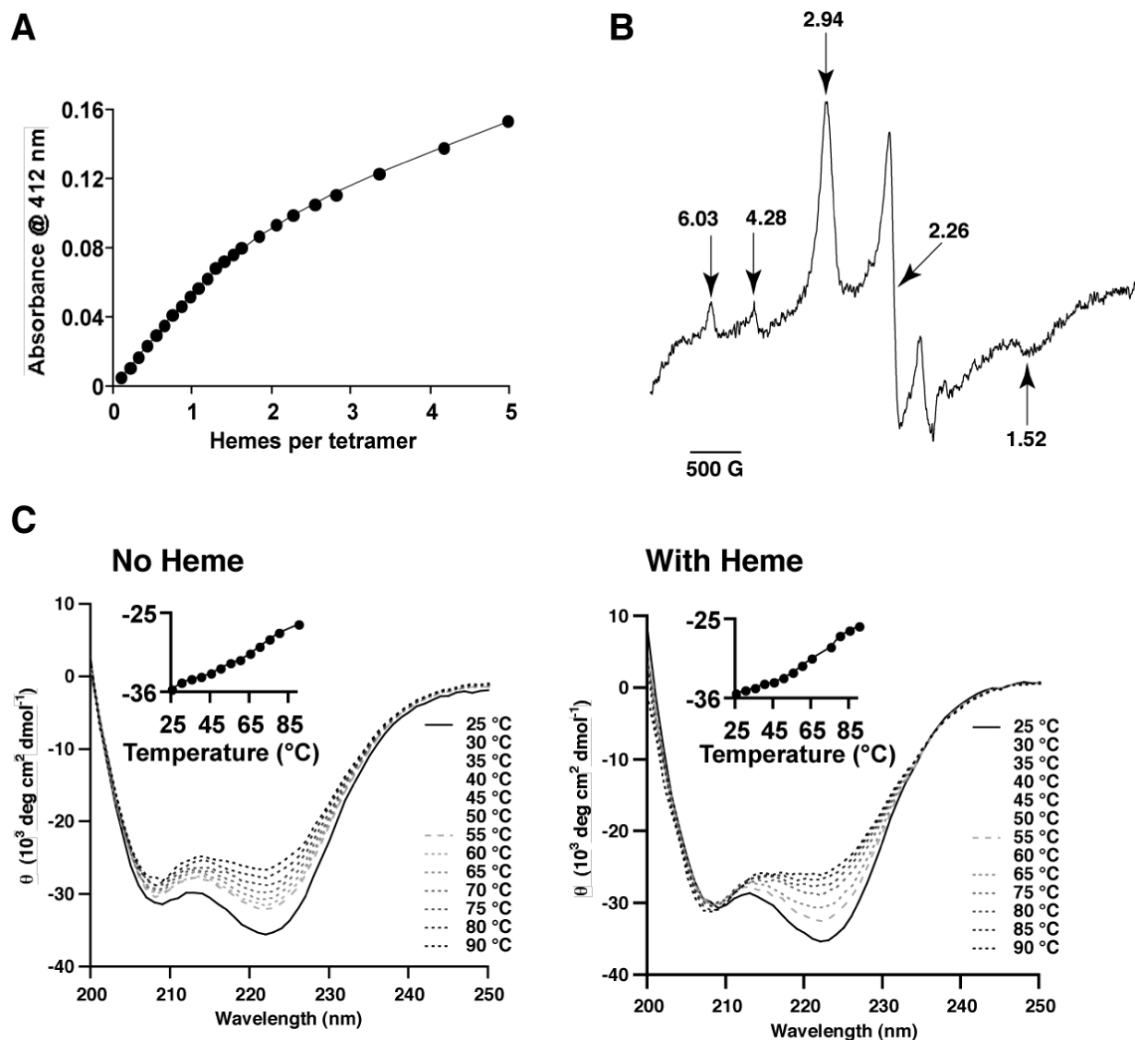 A
Absorbance @ 412 nm
0.16
0.12
0.08
0.04
0
0 1 2 3 4 5
Hemes per tetramer
B
2.94
6.03
4.28
2.26
1.52
500 G
C
No Heme
θ (10³ deg cm² dmol⁻¹)
10
0
-10
-20
-30
-40
200 210 220 230 240 250
Wavelength (nm)
-25
-36
25 45 65 85
Temperature (°C)
25 °C
30 °C
35 °C
40 °C
45 °C
50 °C
55 °C
60 °C
65 °C
70 °C
75 °C
80 °C
90 °C
With Heme
θ (10³ deg cm² dmol⁻¹)
10
0
-10
-20
-30
-40
200 210 220 230 240 250
Wavelength (nm)
-25
-36
25 45 65 85
Temperature (°C)
25 °C
30 °C
35 °C
40 °C
45 °C
50 °C
55 °C
60 °C
65 °C
75 °C
80 °C
85 °C
90 °C